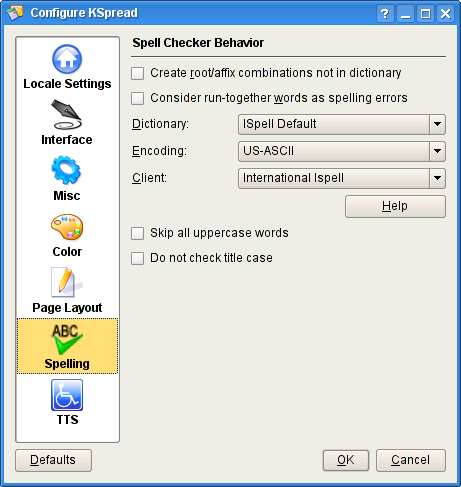 Configure KSpread
Locale Settings
Interface
Misc
Color
Page Layout
ABC
Spelling
TTS
Spell Checker Behavior
Create root/affix combinations not in dictionary
Consider run-together words as spelling errors
Dictionary: ISpell Default
Encoding: US-ASCII
Client: International Ispell
Help
Skip all uppercase words
Do not check title case
Defaults OK Cancel